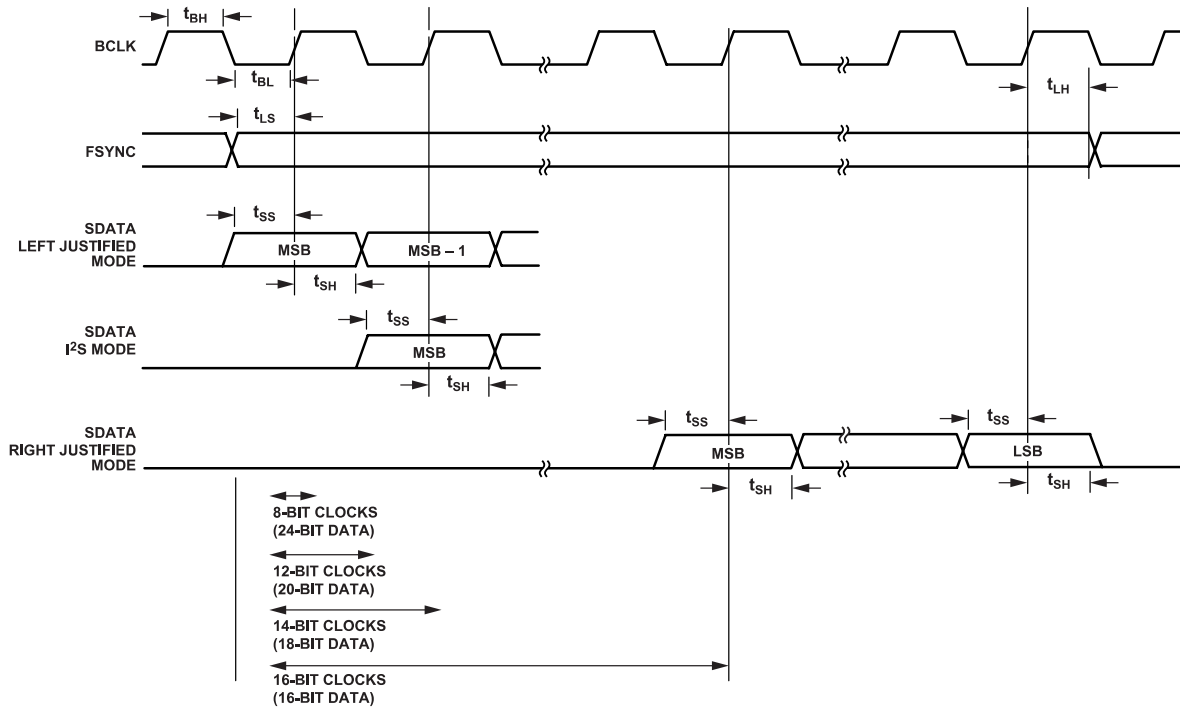 tBH
BCLK
tBL
tLH
tLS
FSYNC
SDATA
LEFT JUSTIFIED
MODE
tSS
MSB
MSB – 1
tSH
SDATA
I2S MODE
tSS
MSB
tSH
SDATA
RIGHT JUSTIFIED
MODE
tSS
tSS
MSB
LSB
tSH
tSH
8-BIT CLOCKS
(24-BIT DATA)
12-BIT CLOCKS
(20-BIT DATA)
14-BIT CLOCKS
(18-BIT DATA)
16-BIT CLOCKS
(16-BIT DATA)